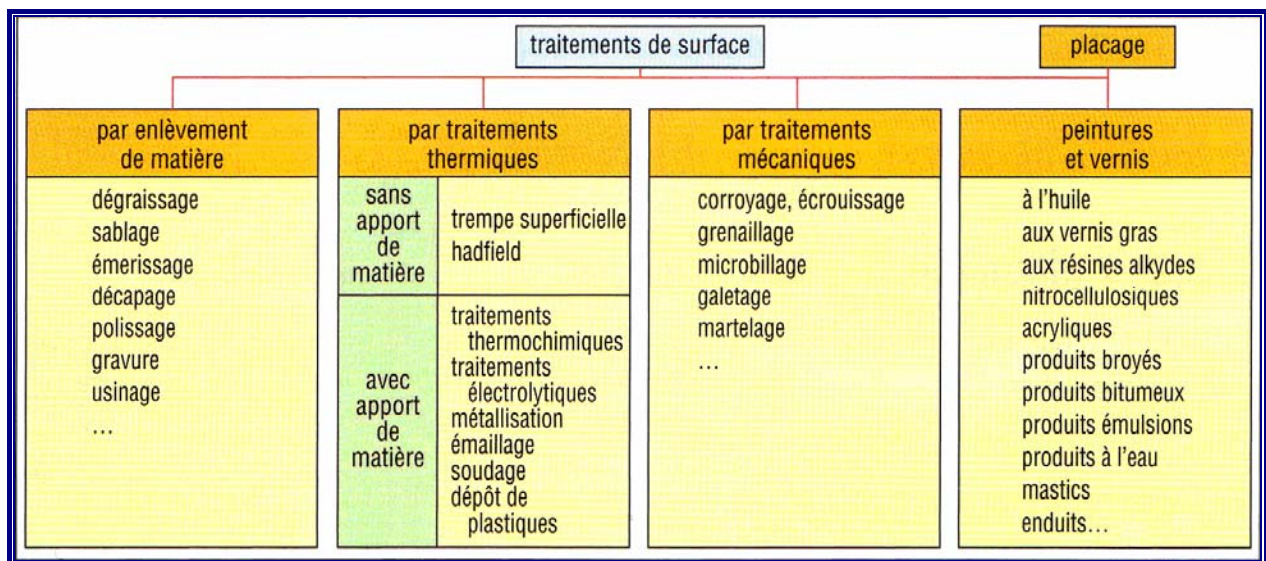 traitements de surface
placage
par enlèvement
de matière
dégraissage
sablage
émerissage
décapage
polissage
gravure
usinage
…
par traitements
thermiques
sans
apport
de
matière
trempe superficielle
hadfield
avec
apport
de
matière
traitements
thermochimiques
traitements
électrolytiques
métallisation
émaillage
soudage
dépôt de
plastiques
par traitements
mécaniques
corroyage, écrouissage
grenaillage
microbillage
galetage
martelage
…
peintures
et vernis
à l'huile
aux vernis gras
aux résines alkydes
nitrocellulosiques
acryliques
produits broyés
produits bitumeux
produits émulsions
produits à l'eau
mastics
enduits…